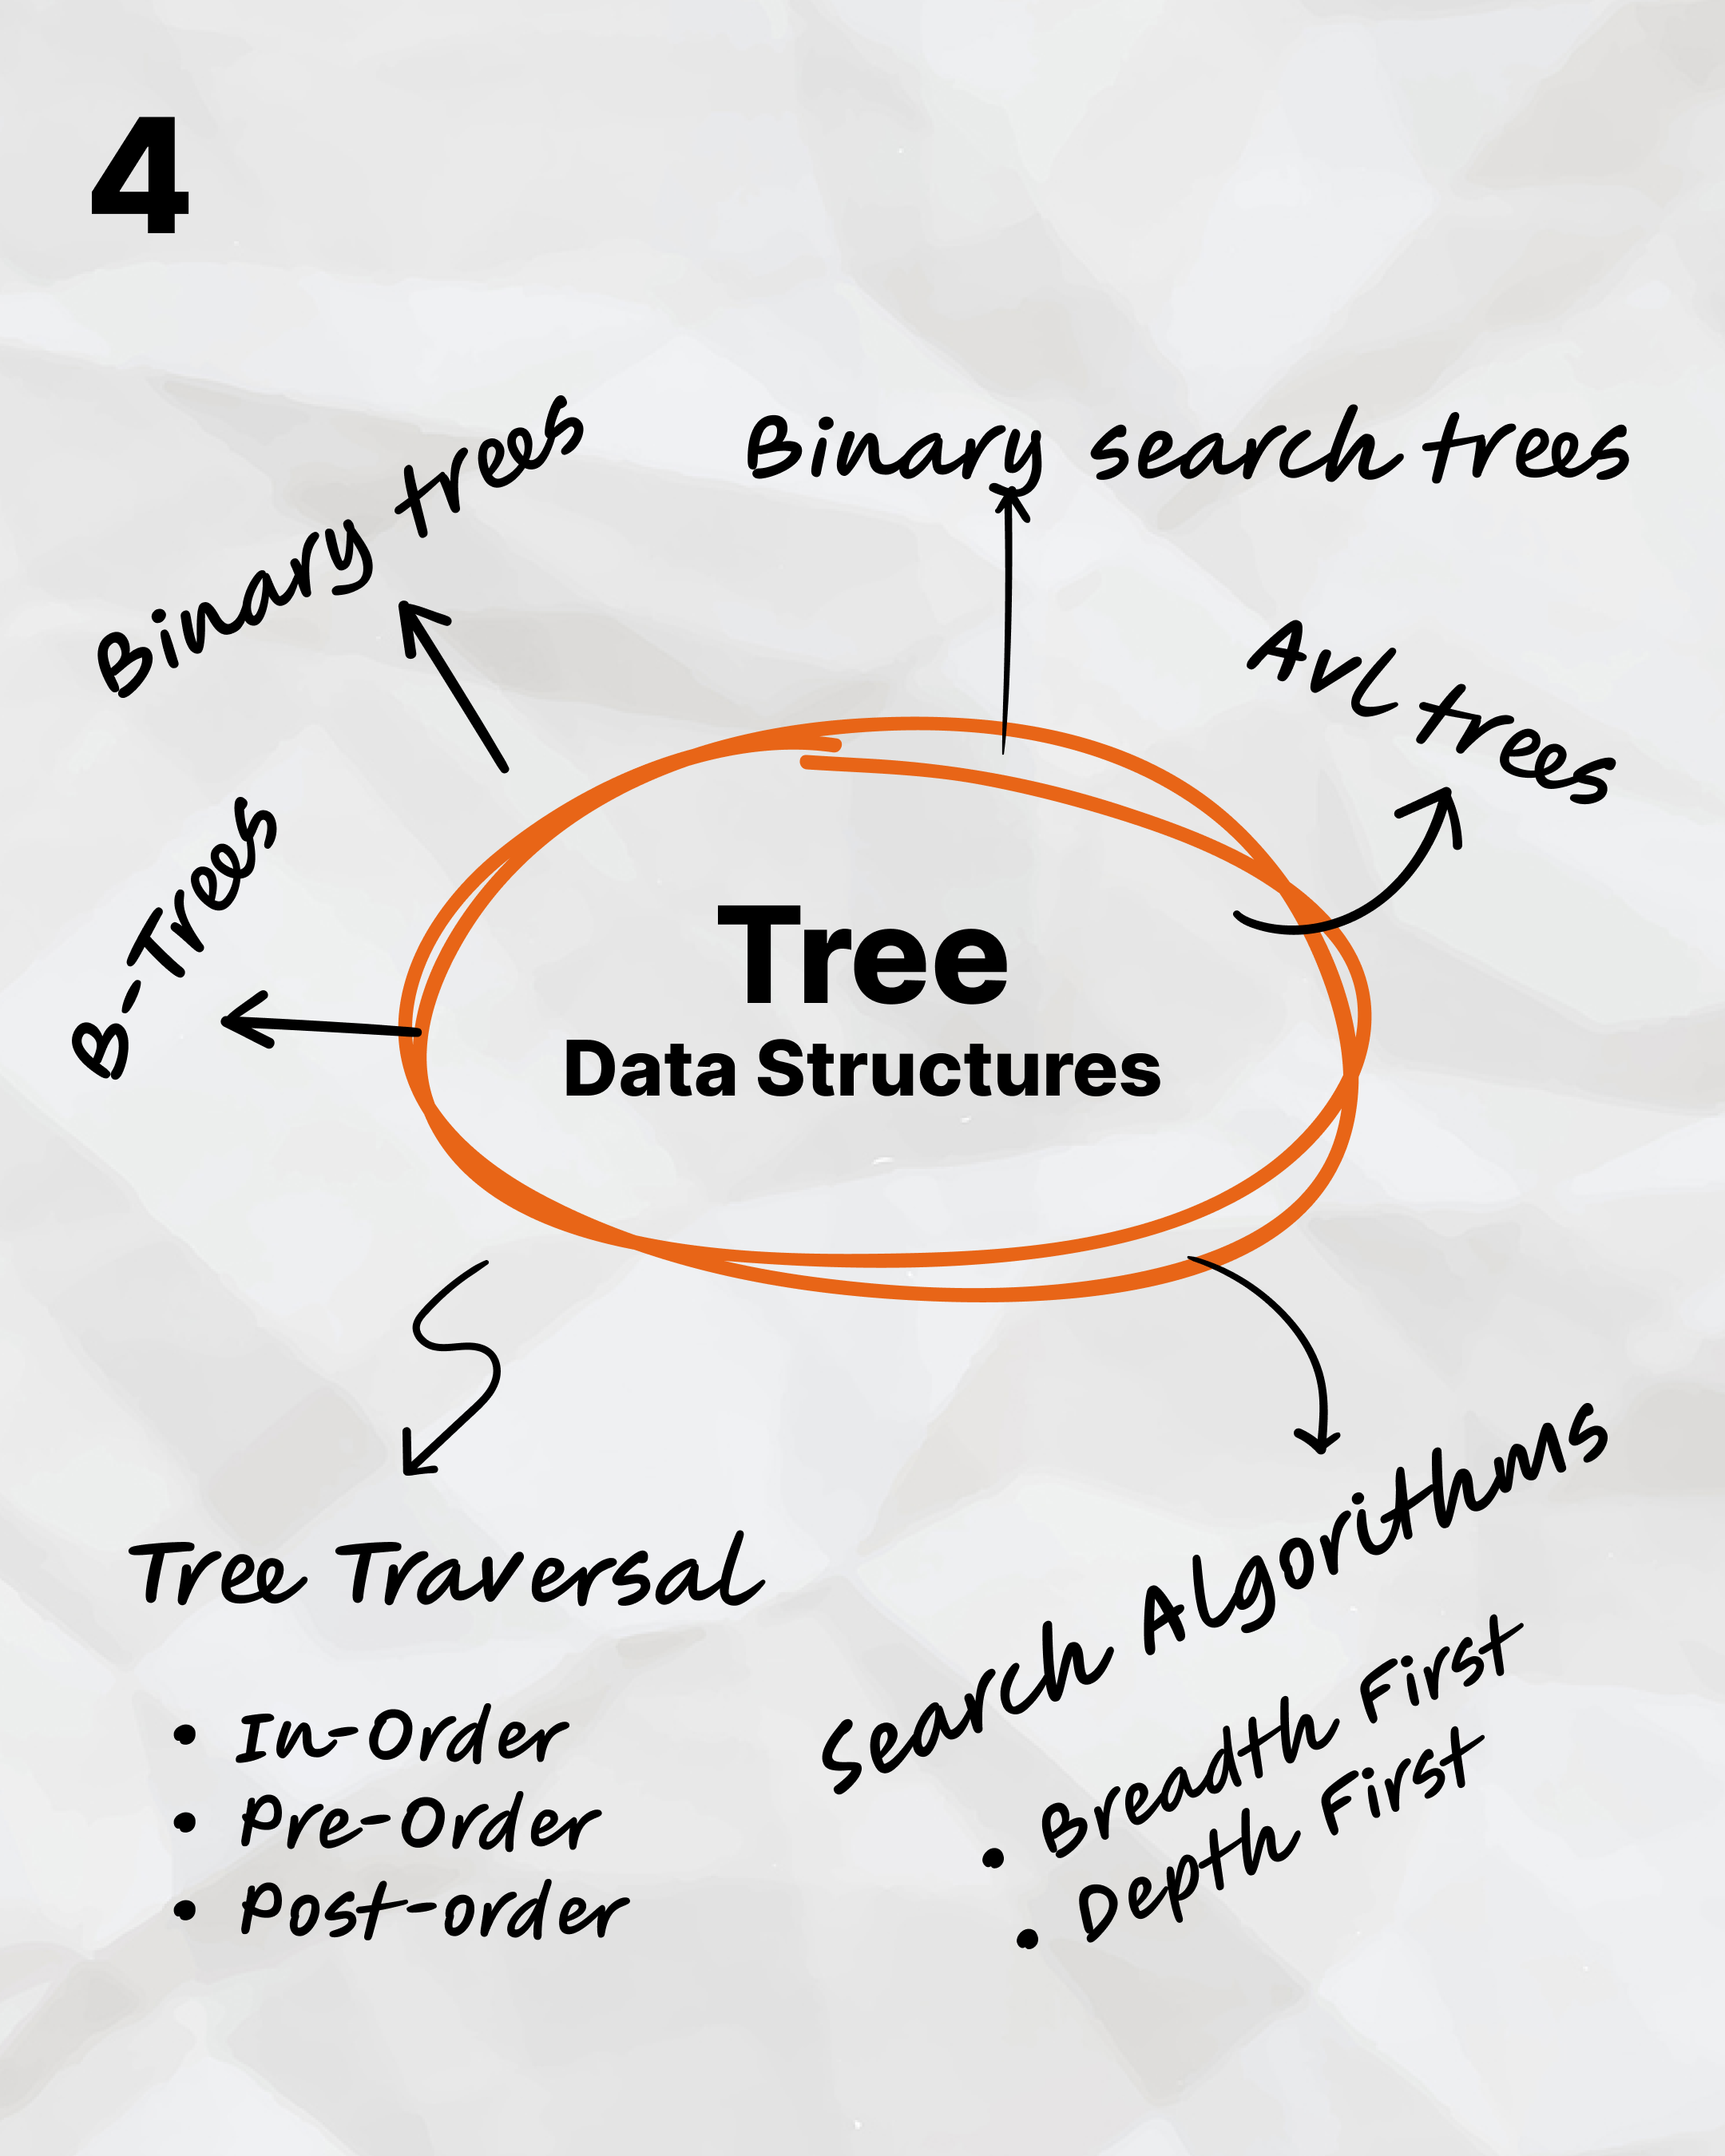 4
Binary trees
Binary search trees
Avl trees
B-Trees
Tree
Data Structures
Tree Traversal
• In-Order
• Pre-Order
• Post-order
Search Algorithms
• Breadth First
• Depth First